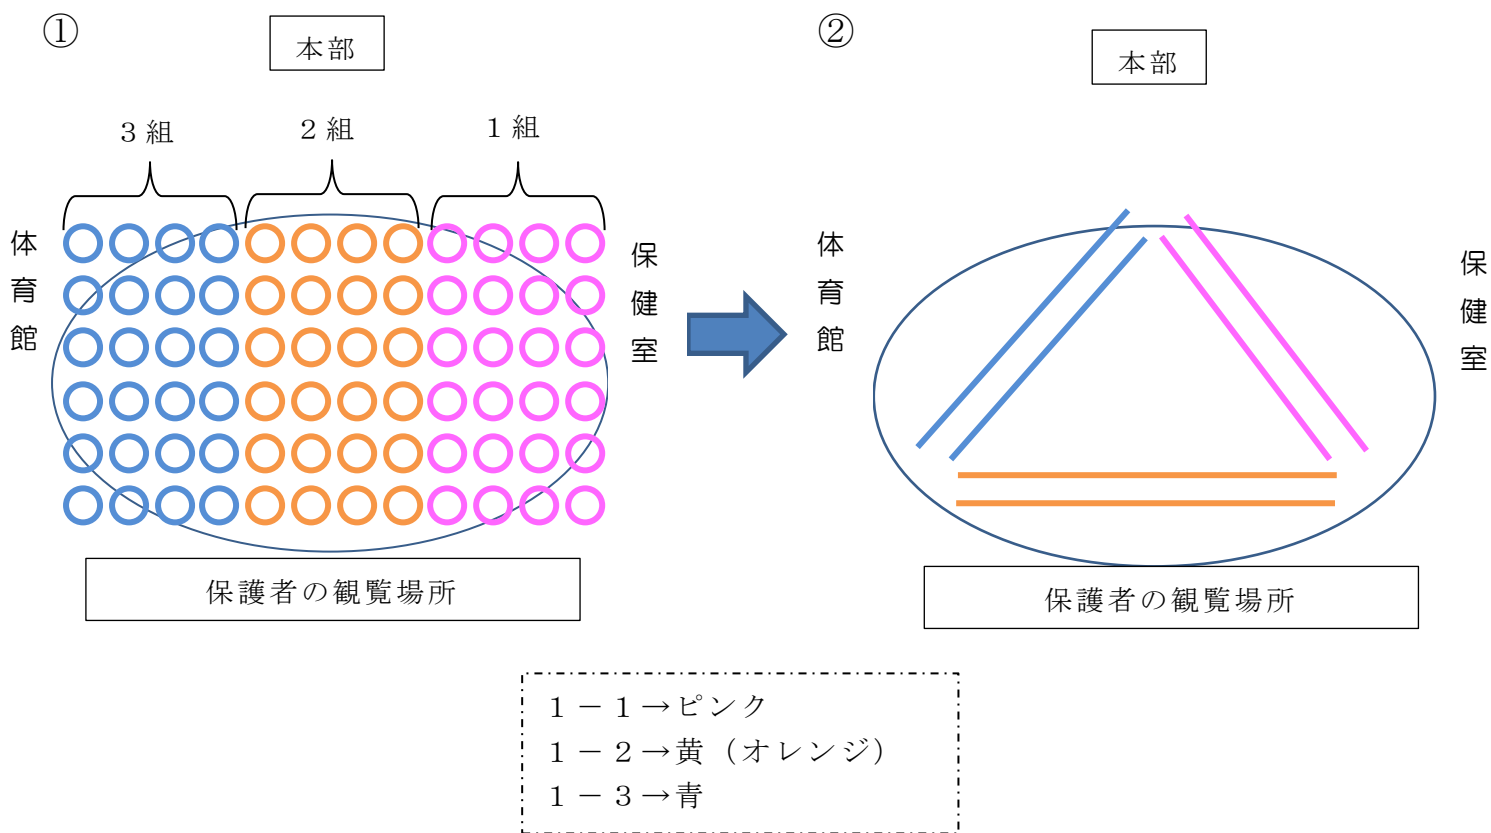 ①
本部
3組
2組
1組
体育館
保健室
保護者の観覧場所
②
本部
体育館
保健室
保護者の観覧場所
1-1→ピンク
1-2→黄(オレンジ)
1-3→青